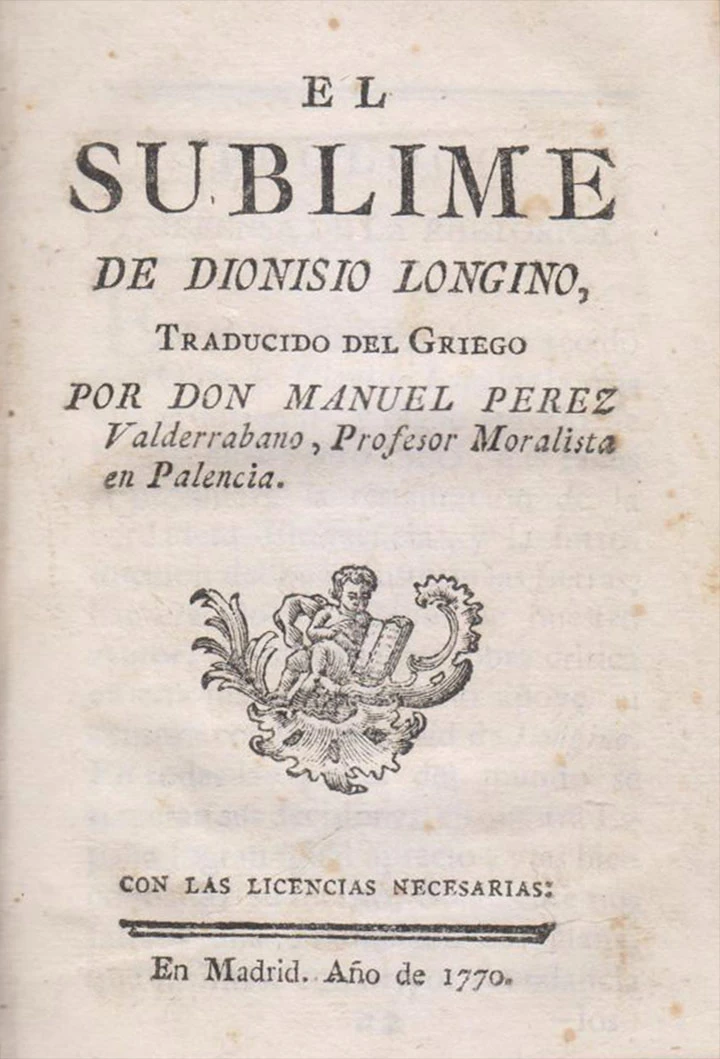 EL
SUBLIME
DE DIONISIO LONGINO,
TRADUCIDO DEL GRIEGO
POR DON MANUEL PEREZ
Valderrabano, Profesor Moralista
en Palencia.
CON LAS LICENCIAS NECESARIAS:
En Madrid. Año de 1770.